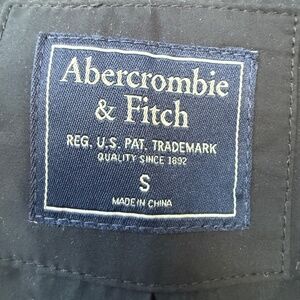 Abercrombie
& Fitch
REG. U.S. PAT. TRADEMARK
QUALITY SINCE 1892
S
MADE IN CHINA